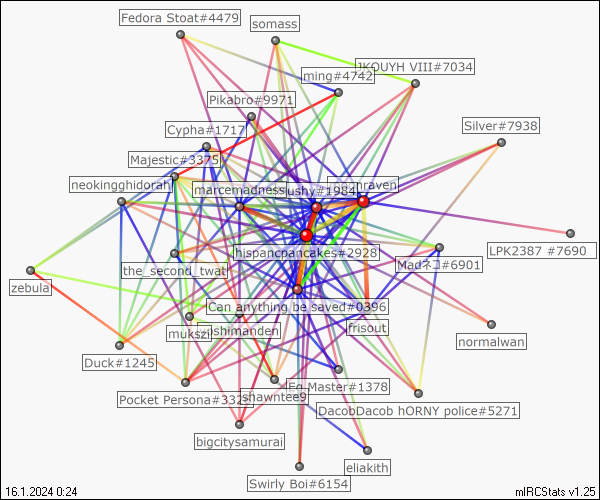 Fedora Stoat#4479
somass
JKOUYH VIII#7034
ming#4742
Pikabro#9971
Silver#7938
Cypha#1717
Majestic#3375
neokingghidorah
marcemadness
ushy#1984
raven
hispancpancakes#2928
LPK2387 #7690
Madネコ#6901
the_second_twat
zebula
Can anything be saved#0396
mukszi
oshimanden
frisout
normalwan
Duck#1245
Eg Master#1378
Pocket Persona#332
shawntee9
DacobDacob hORNY police#5271
bigcitysamurai
eliakith
Swirly Boi#6154
16.1.2024 0:24
mIRCStats v1.25